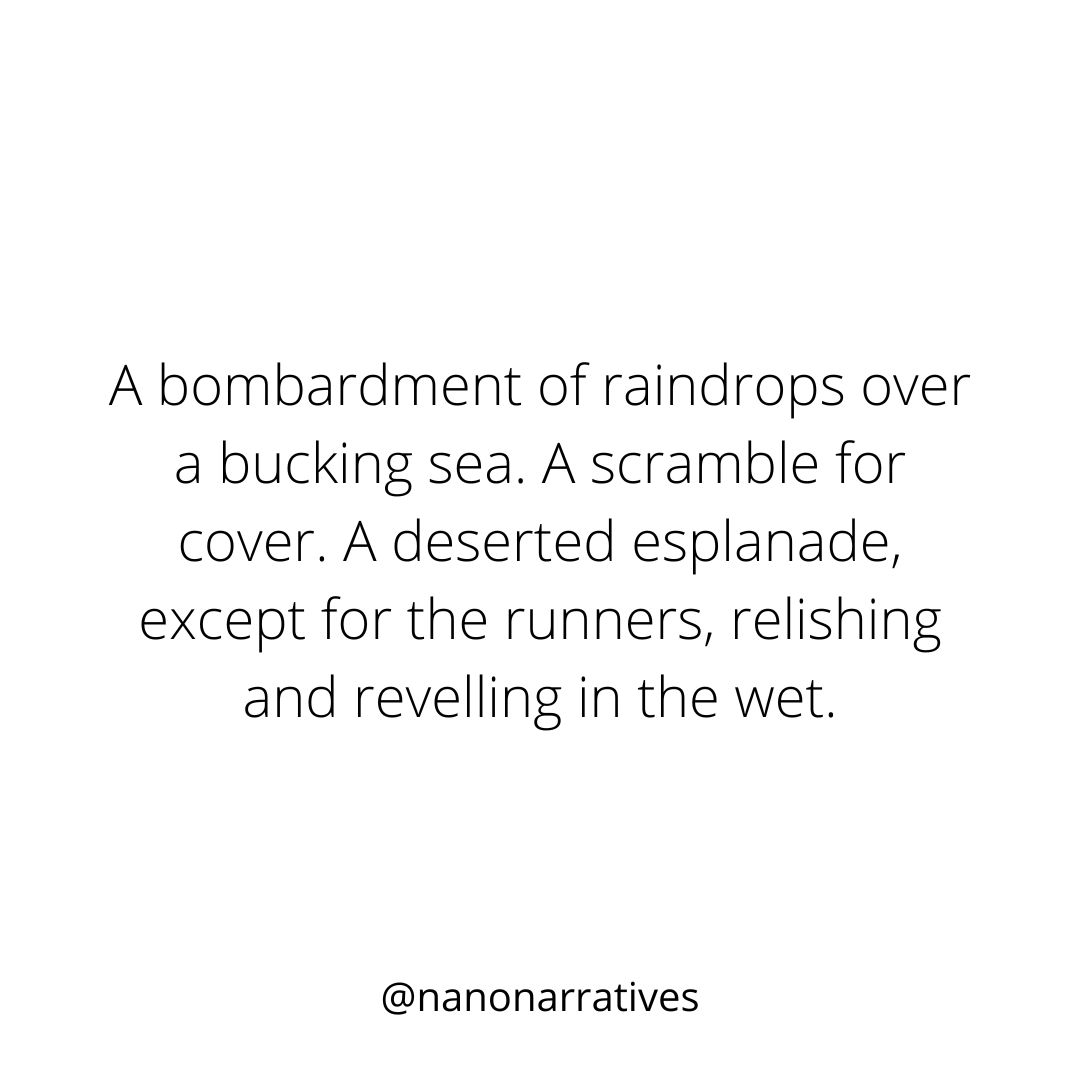 A bombardment of raindrops over
a bucking sea. A scramble for
cover. A deserted esplanade,
except for the runners, relishing
and revelling in the wet.
@nanonarratives